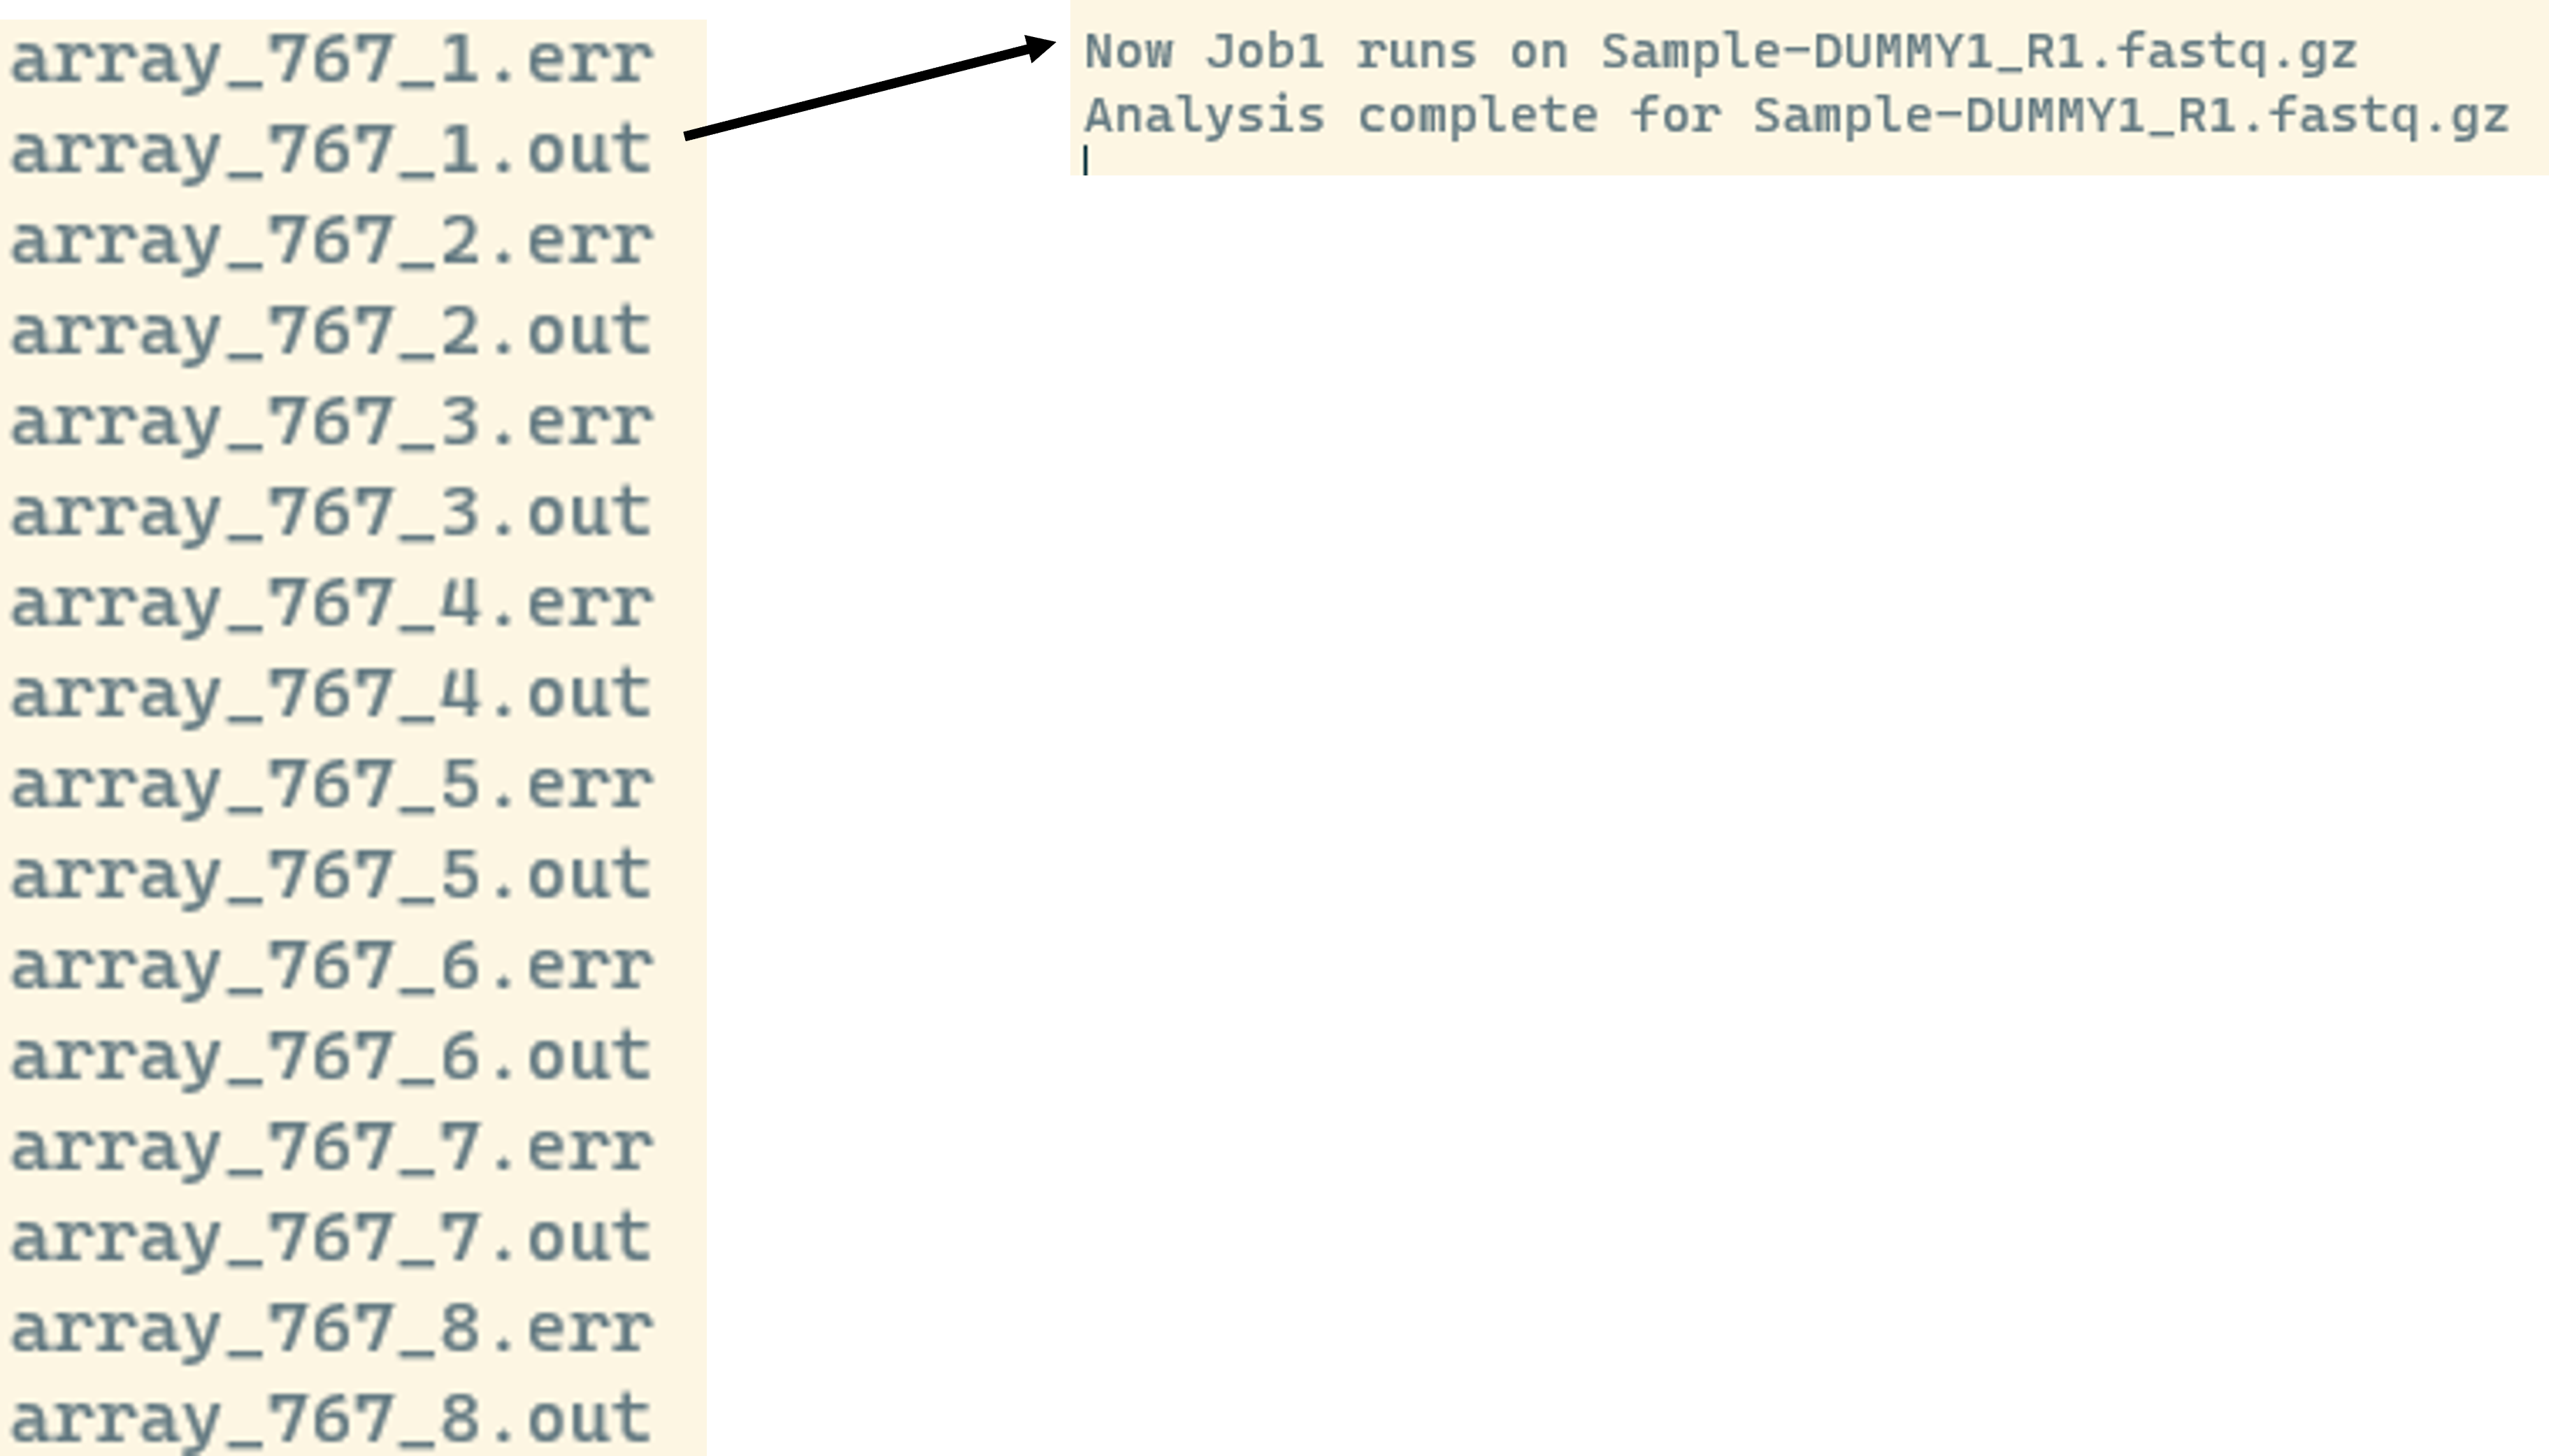 array_767_1.err
array_767_1.out
array_767_2.err
array_767_2.out
array_767_3.err
array_767_3.out
array_767_4.err
array_767_4.out
array_767_5.err
array_767_5.out
array_767_6.err
array_767_6.out
array_767_7.err
array_767_7.out
array_767_8.err
array_767_8.out
Now Job1 runs on Sample-DUMMY1_R1.fastq.gz
Analysis complete for Sample-DUMMY1_R1.fastq.gz